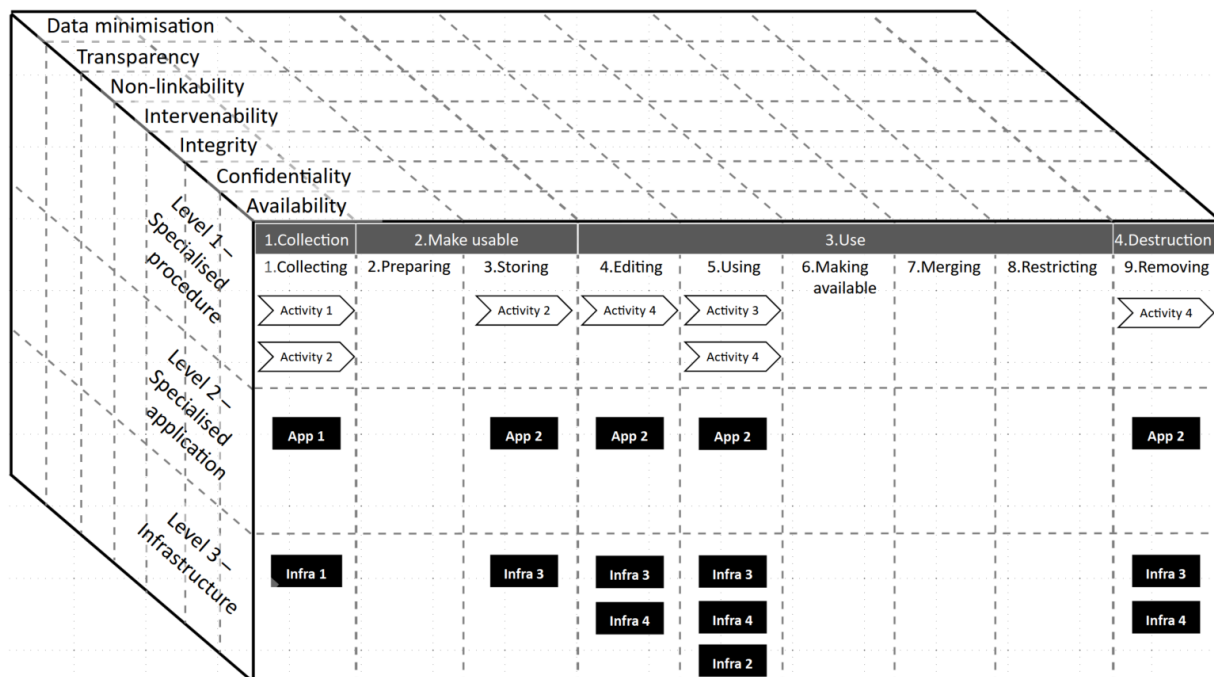 Data minimisation
Transparency
Non-linkability
Intervenability
Integrity
Confidentiality
Availability
Level 1 –
Specialised
procedure
Level 2 –
Specialised
application
Level 3 –
Infrastructure
1.Collection 2.Make usable 3.Use 4.Destruction
1.Collecting 2.Preparing 3.Storing 4.Editing 5.Using 6.Making 7.Merging 8.Restricting 9.Removing
available
Activity 1 Activity 2 Activity 4 Activity 3 Activity 4
Activity 2 Activity 4
App 1 App 2 App 2 App 2 App 2
Infra 1 Infra 3 Infra 3 Infra 3 Infra 3
Infra 4 Infra 4 Infra 4
Infra 2